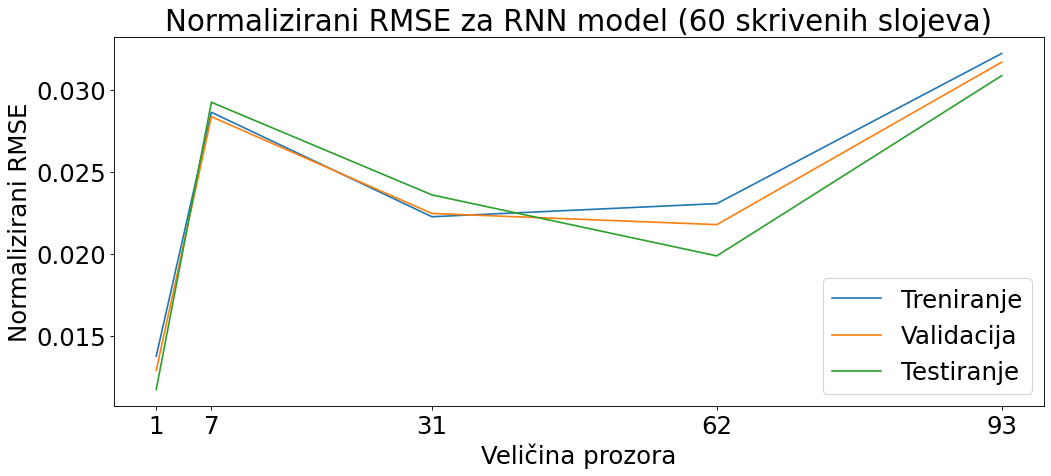 Normalizirani RMSE za RNN model (60 skrivenih slojeva)
Normalizirani RMSE
0.030
0.025
0.020
0.015
Treniranje
Validacija
Testiranje
1 7 31 62 93
Veličina prozora